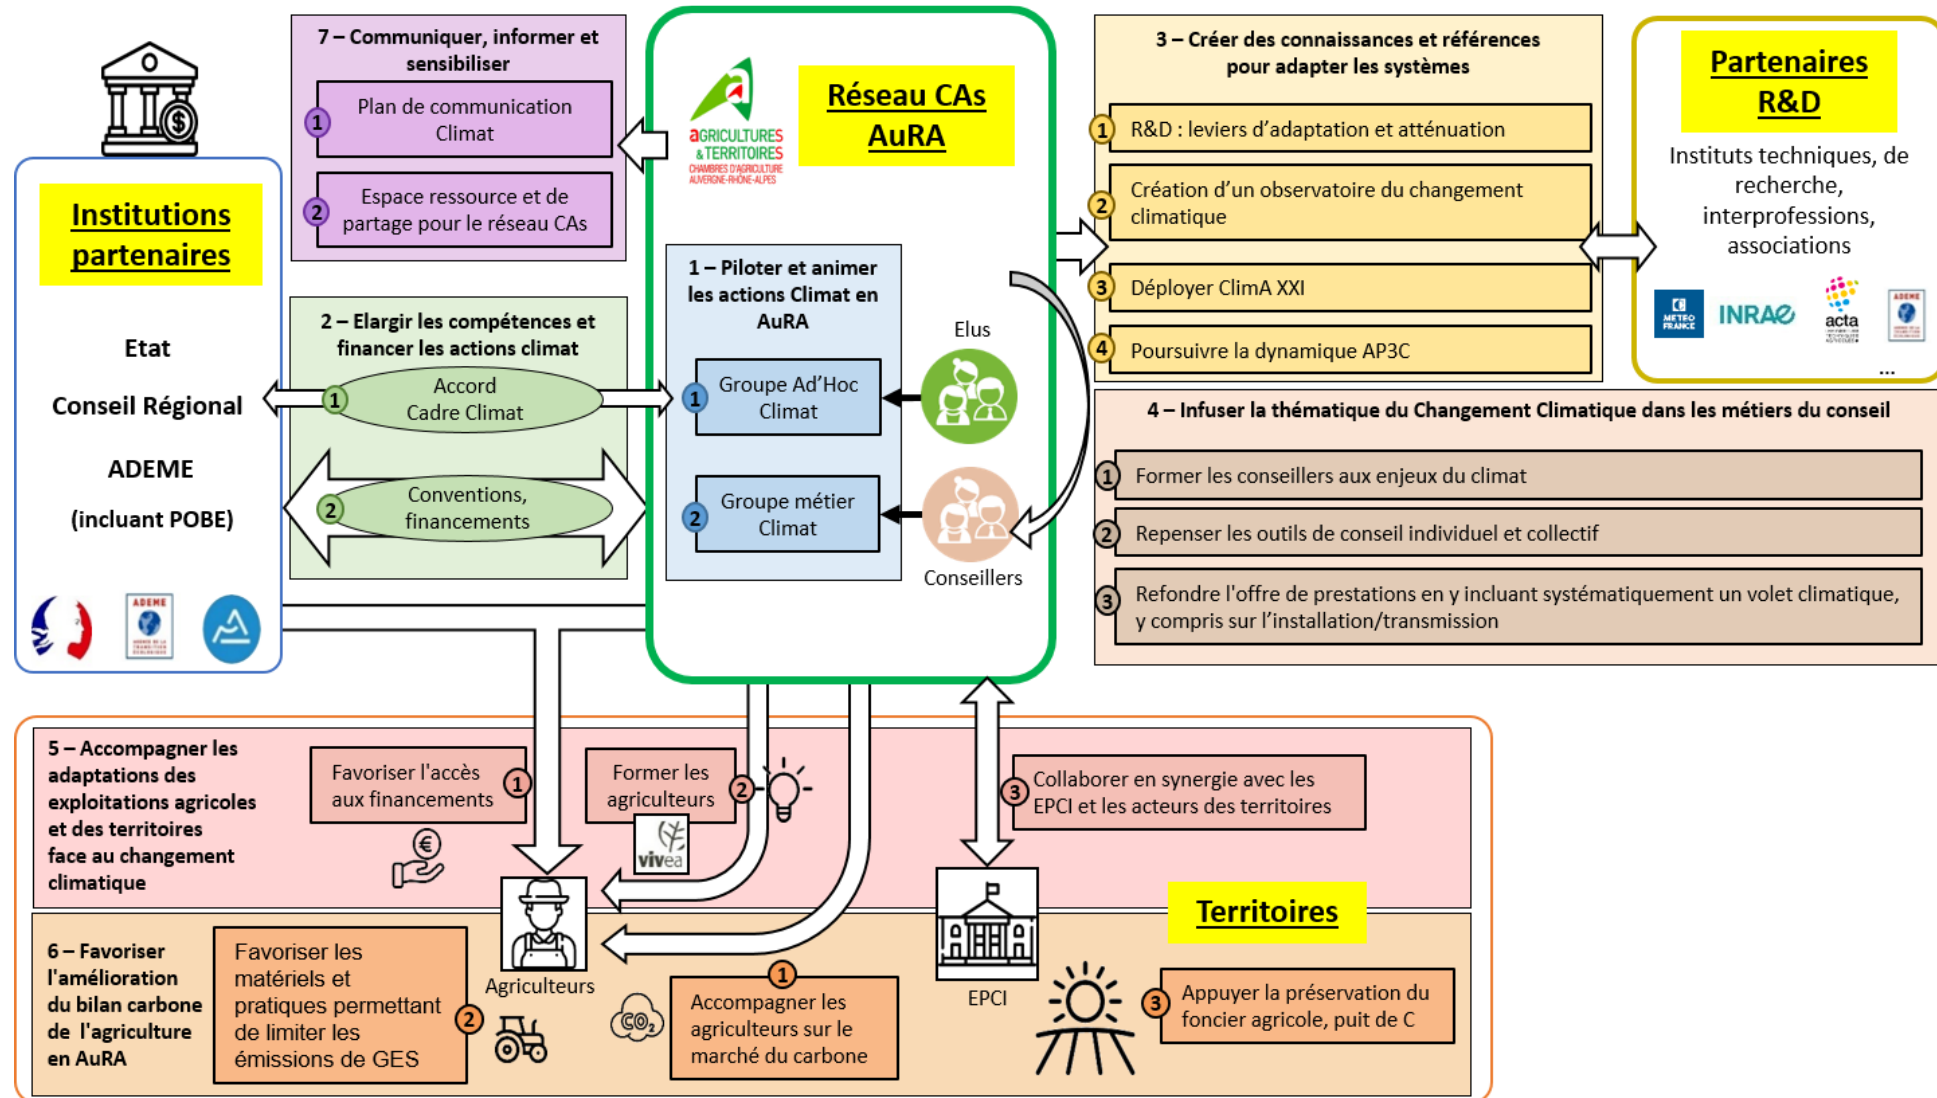 7 – Communiquer, informer et
sensibiliser
1
Plan de communication
Climat
2
Espace ressource et de
partage pour le réseau CAs
Institutions
partenaires
Etat
Conseil Régional
ADEME
(incluant POBE)
ADEME
AGENCE DE LA
TRANSITION
ÉCOLOGIQUE
2 – Elargir les compétences et
financer les actions climat
1
Accord
Cadre Climat
2
Conventions,
financements
aGRICULTURES
& TERRITOIRES
CHAMBRES D'AGRICULTURE
AUVERGNE-RHÔNE-ALPES
Réseau CAs
AuRA
1 – Piloter et animer
les actions Climat en
AuRA
1
Groupe Ad’Hoc
Climat
2
Groupe métier
Climat
Elus
Conseillers
3 – Créer des connaissances et références
pour adapter les systèmes
1
R&D : leviers d’adaptation et atténuation
2
Création d’un observatoire du changement
climatique
3
Déployer ClimA XXI
4
Poursuivre la dynamique AP3C
Partenaires
R&D
Instituts techniques, de
recherche,
interprofessions,
associations
METEO
FRANCE
INRAE
acta
ADEME
...
4 – Infuser la thématique du Changement Climatique dans les métiers du conseil
1
Former les conseillers aux enjeux du climat
2
Repenser les outils de conseil individuel et collectif
3
Refondre l'offre de prestations en y incluant systématiquement un volet climatique,
y compris sur l’installation/transmission
5 – Accompagner les
adaptations des
exploitations agricoles
et des territoires
face au changement
climatique
Favoriser l'accès
aux financements
1
€
Former les
agriculteurs
2
vivea
3
Collaborer en synergie avec les
EPCI et les acteurs des territoires
Territoires
6 – Favoriser
l'amélioration
du bilan carbone
de l'agriculture
en AuRA
Favoriser les
matériels et
pratiques permettant
de limiter les
émissions de GES
2
Agriculteurs
CO2
1
Accompagner les
agriculteurs sur le
marché du carbone
EPCI
3
Appuyer la préservation du
foncier agricole, puit de C